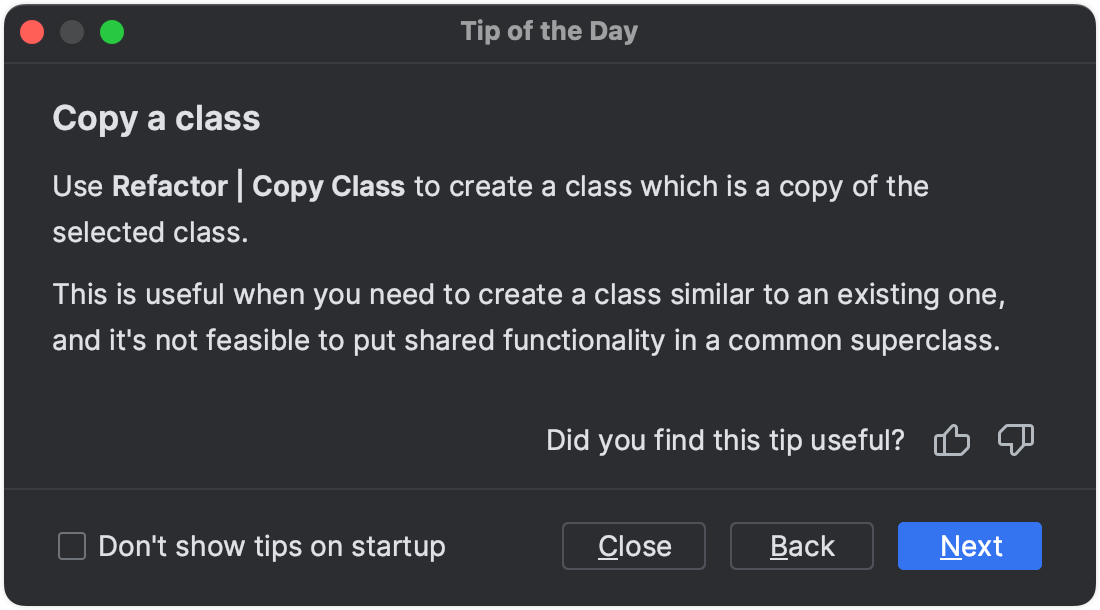 Tip of the Day
Copy a class
Use Refactor | Copy Class to create a class which is a copy of the
selected class.
This is useful when you need to create a class similar to an existing one,
and it's not feasible to put shared functionality in a common superclass.
Did you find this tip useful?
Don't show tips on startup
Close
Back
Next